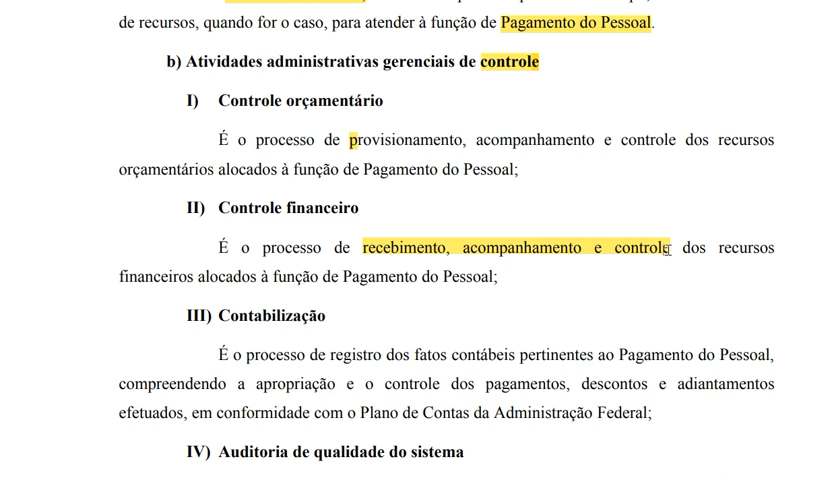 de recursos, quando for o caso, para atender à função de Pagamento do Pessoal.
b) Atividades administrativas gerenciais de controle
I) Controle orçamentário
É o processo de provisionamento, acompanhamento e controle dos recursos
orçamentários alocados à função de Pagamento do Pessoal;
II) Controle financeiro
É o processo de recebimento, acompanhamento e controle dos recursos
financeiros alocados à função de Pagamento do Pessoal;
III) Contabilização
É o processo de registro dos fatos contábeis pertinentes ao Pagamento do Pessoal,
compreendendo a apropriação e o controle dos pagamentos, descontos e adiantamentos
efetuados, em conformidade com o Plano de Contas da Administração Federal;
IV) Auditoria de qualidade do sistema